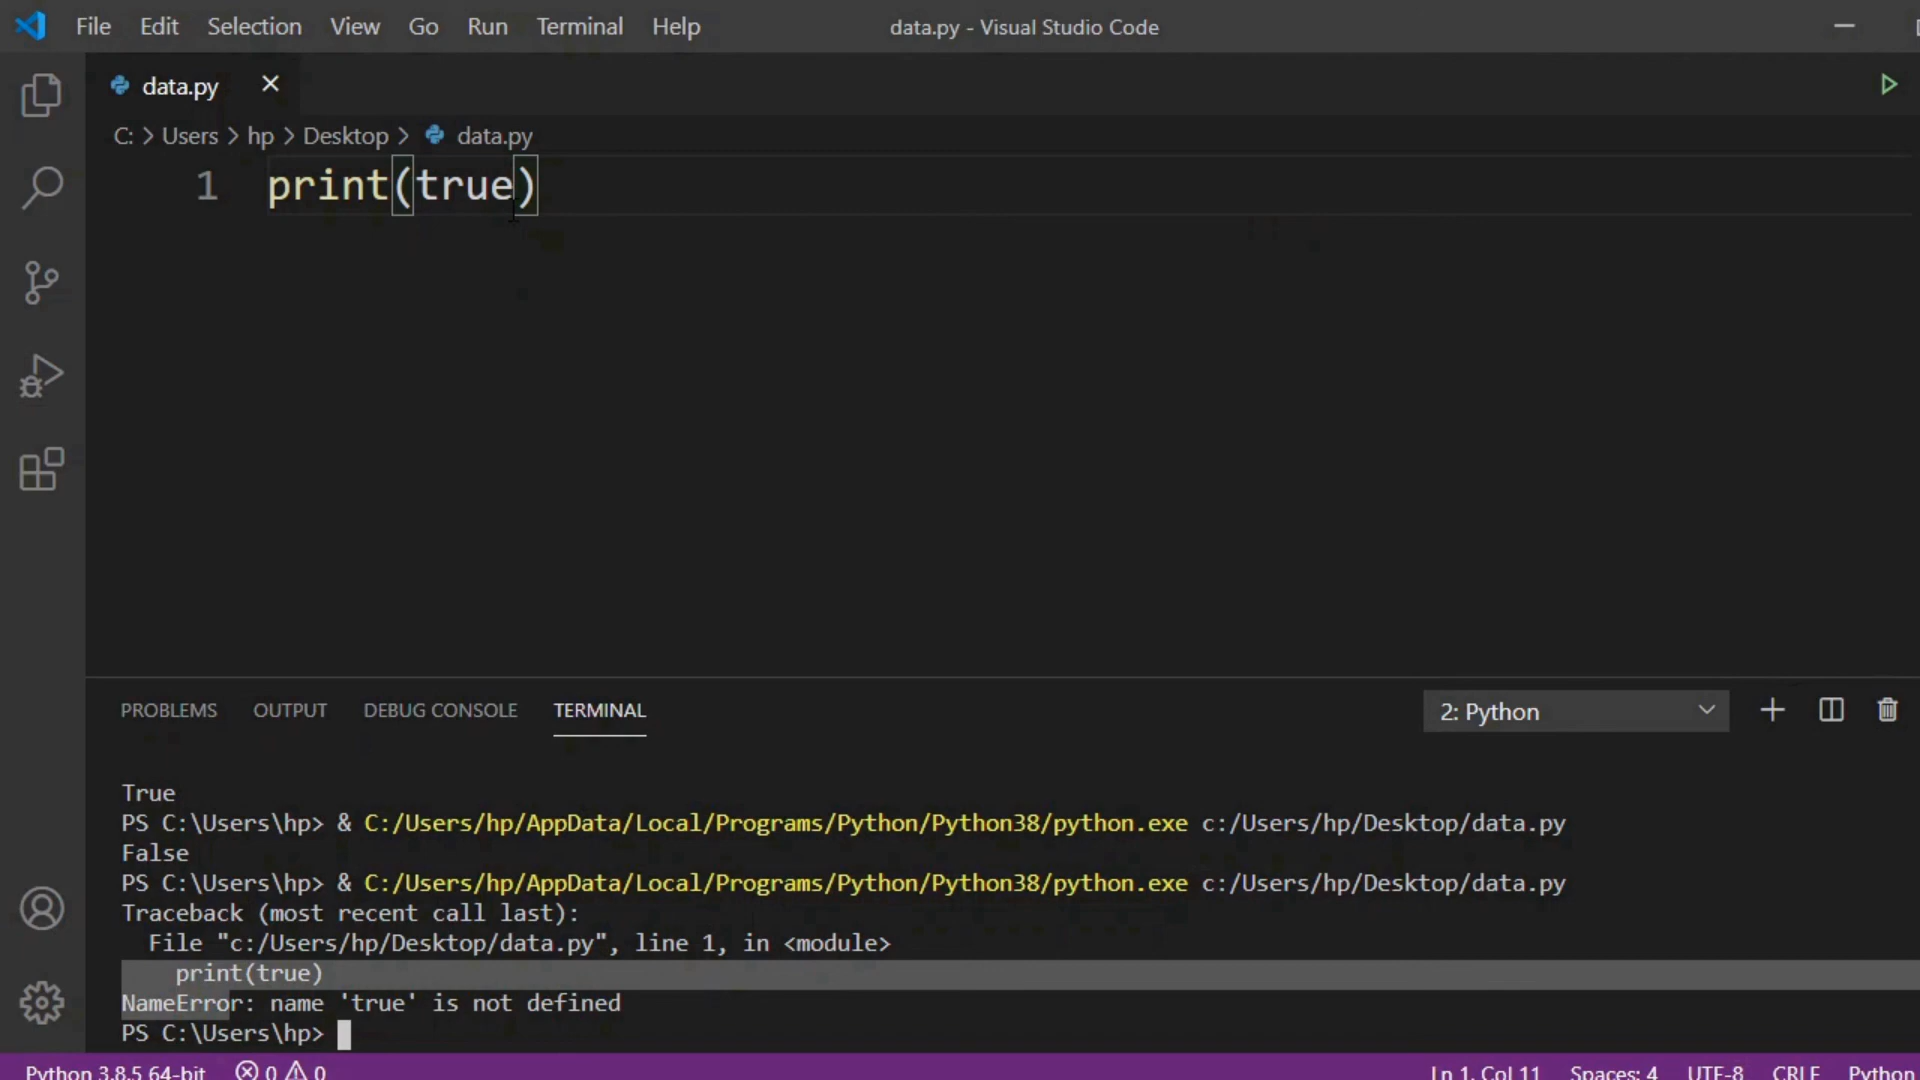 File Edit Selection View Go Run Terminal Help data.py - Visual Studio Code
data.py
C: > Users > hp > Desktop > data.py
1 print(true)
PROBLEMS OUTPUT DEBUG CONSOLE TERMINAL 2: Python
True
PS C:\Users\hp> & C:/Users/hp/AppData/Local/Programs/Python/Python38/python.exe c:/Users/hp/Desktop/data.py
False
PS C:\Users\hp> & C:/Users/hp/AppData/Local/Programs/Python/Python38/python.exe c:/Users/hp/Desktop/data.py
Traceback (most recent call last):
  File "c:/Users/hp/Desktop/data.py", line 1, in <module>
    print(true)
NameError: name 'true' is not defined
PS C:\Users\hp>
Python 3.8.5 64-bit 0 0 Ln 1, Col 11 Spaces: 4 UTF-8 CRLF Python